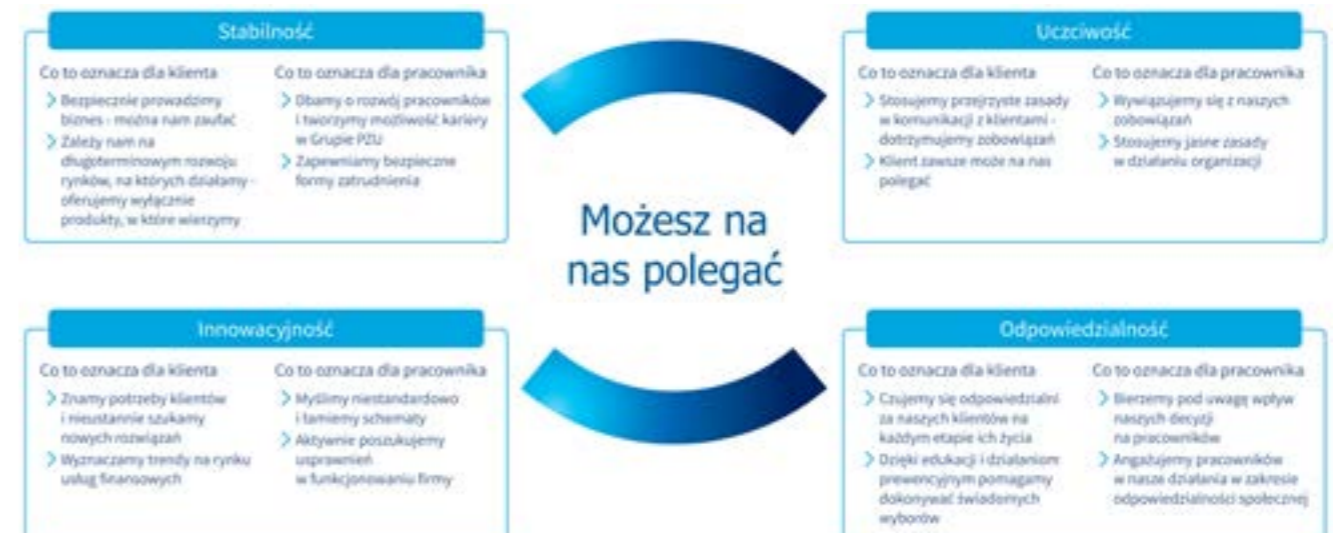 Stabilność
Co to oznacza dla klienta
Bezpiecznie prowadzimy
biznes - można nam zaufać
Zależy nam na
długoterminowym rozwoju
rynków, na których działamy -
oferujemy wyłącznie
produkty, w które wierzymy
Co to oznacza dla pracownika
Dbamy o rozwój pracowników
i tworzymy możliwość kariery
w Grupie PZU
Zapewniamy bezpieczne
formy zatrudnienia
Uczciwość
Co to oznacza dla klienta
Stosujemy przejrzyste zasady
w komunikacji z klientami -
dotrzymujemy zobowiązań
Klient zawsze może na nas
polegać
Co to oznacza dla pracownika
Wywiązujemy się z naszych
zobowiązań
Stosujemy jasne zasady
w działaniu organizacji
Możesz na
nas polegać
Innowacyjność
Co to oznacza dla klienta
Znamy potrzeby klientów
i nieustannie szukamy
nowych rozwiązań
Wyznaczamy trendy na rynku
usług finansowych
Co to oznacza dla pracownika
Myślimy niestandardowo
i łamiemy schematy
Aktywnie poszukujemy
usprawnień
w funkcjonowaniu firmy
Odpowiedzialność
Co to oznacza dla klienta
Czujemy się odpowiedzialni
za naszych klientów na
każdym etapie ich życia
Dzięki edukacji i działaniom
prewencyjnym pomagamy
dokonywać świadomych
wyborów
Co to oznacza dla pracownika
Bierzemy pod uwagę wpływ
naszych decyzji
na pracowników
Angażujemy pracowników
w nasze działania w zakresie
odpowiedzialności społecznej